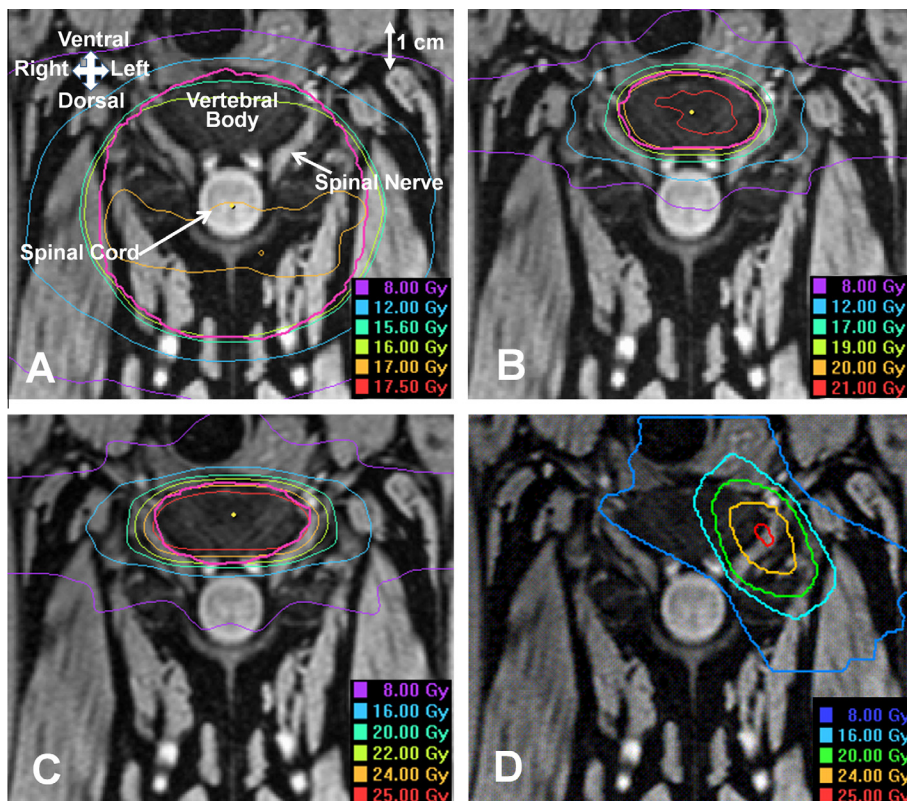 Ventral
1 cm
Right Left
Dorsal
Vertebral
Body
Spinal Nerve
Spinal Cord
8.00 Gy
12.00 Gy
15.60 Gy
16.00 Gy
17.00 Gy
17.50 Gy
A
8.00 Gy
12.00 Gy
17.00 Gy
19.00 Gy
20.00 Gy
21.00 Gy
B
8.00 Gy
16.00 Gy
20.00 Gy
22.00 Gy
24.00 Gy
25.00 Gy
C
8.00 Gy
16.00 Gy
20.00 Gy
24.00 Gy
25.00 Gy
D